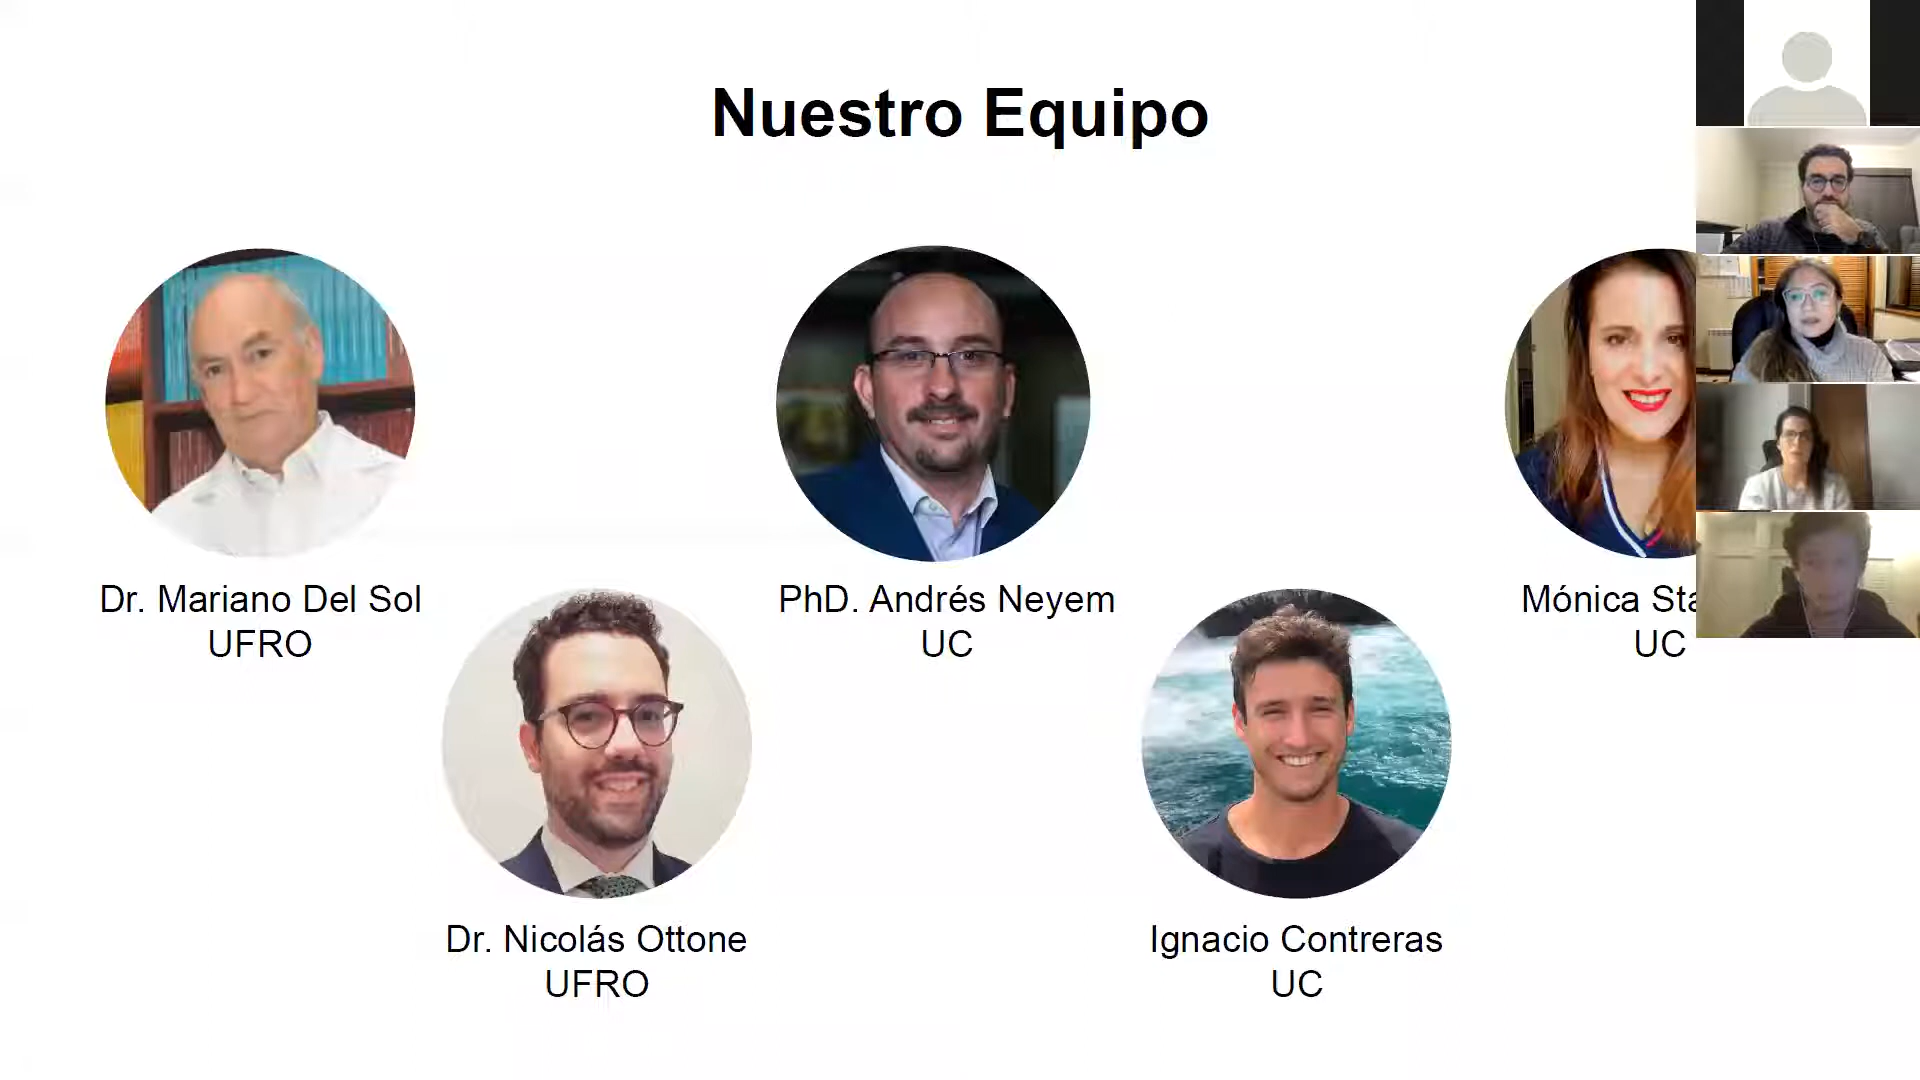 Nuestro Equipo
Dr. Mariano Del Sol
UFRO
PhD. Andrés Neyem
UC
Mónica
UC
Dr. Nicolás Ottone
UFRO
Ignacio Contreras
UC